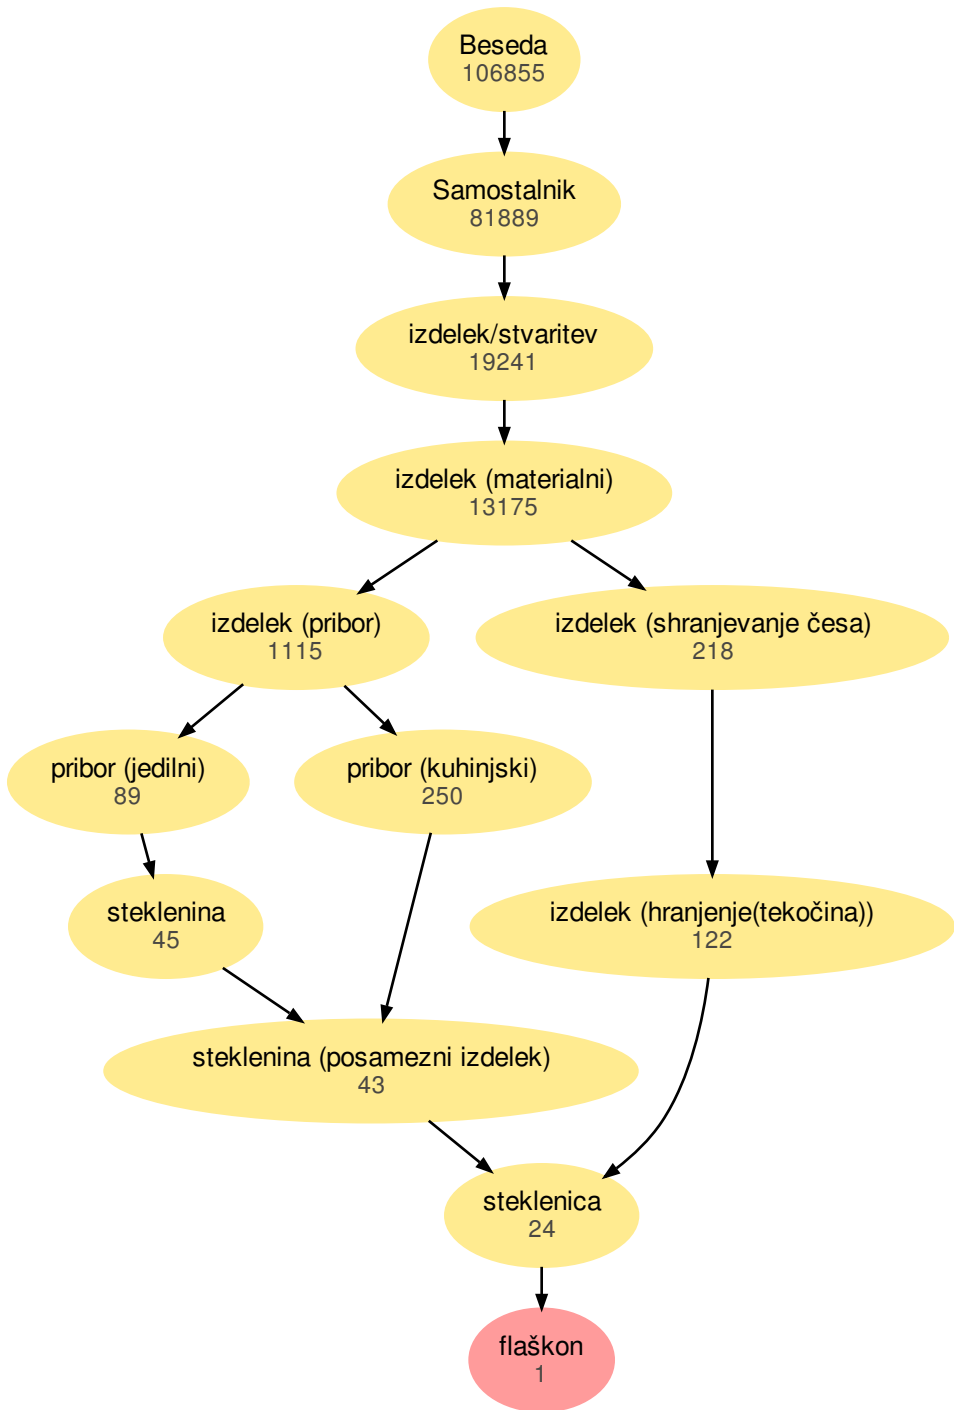 Beseda
106855
Samostalnik
81889
izdelek/stvaritev
19241
izdelek (materialni)
13175
izdelek (pribor)
1115
izdelek (shranjevanje česa)
218
pribor (jedilni)
89
pribor (kuhinjski)
250
steklenina
45
izdelek (hranjenje(tekočina))
122
steklenina (posamezni izdelek)
43
steklenica
24
flaškon
1